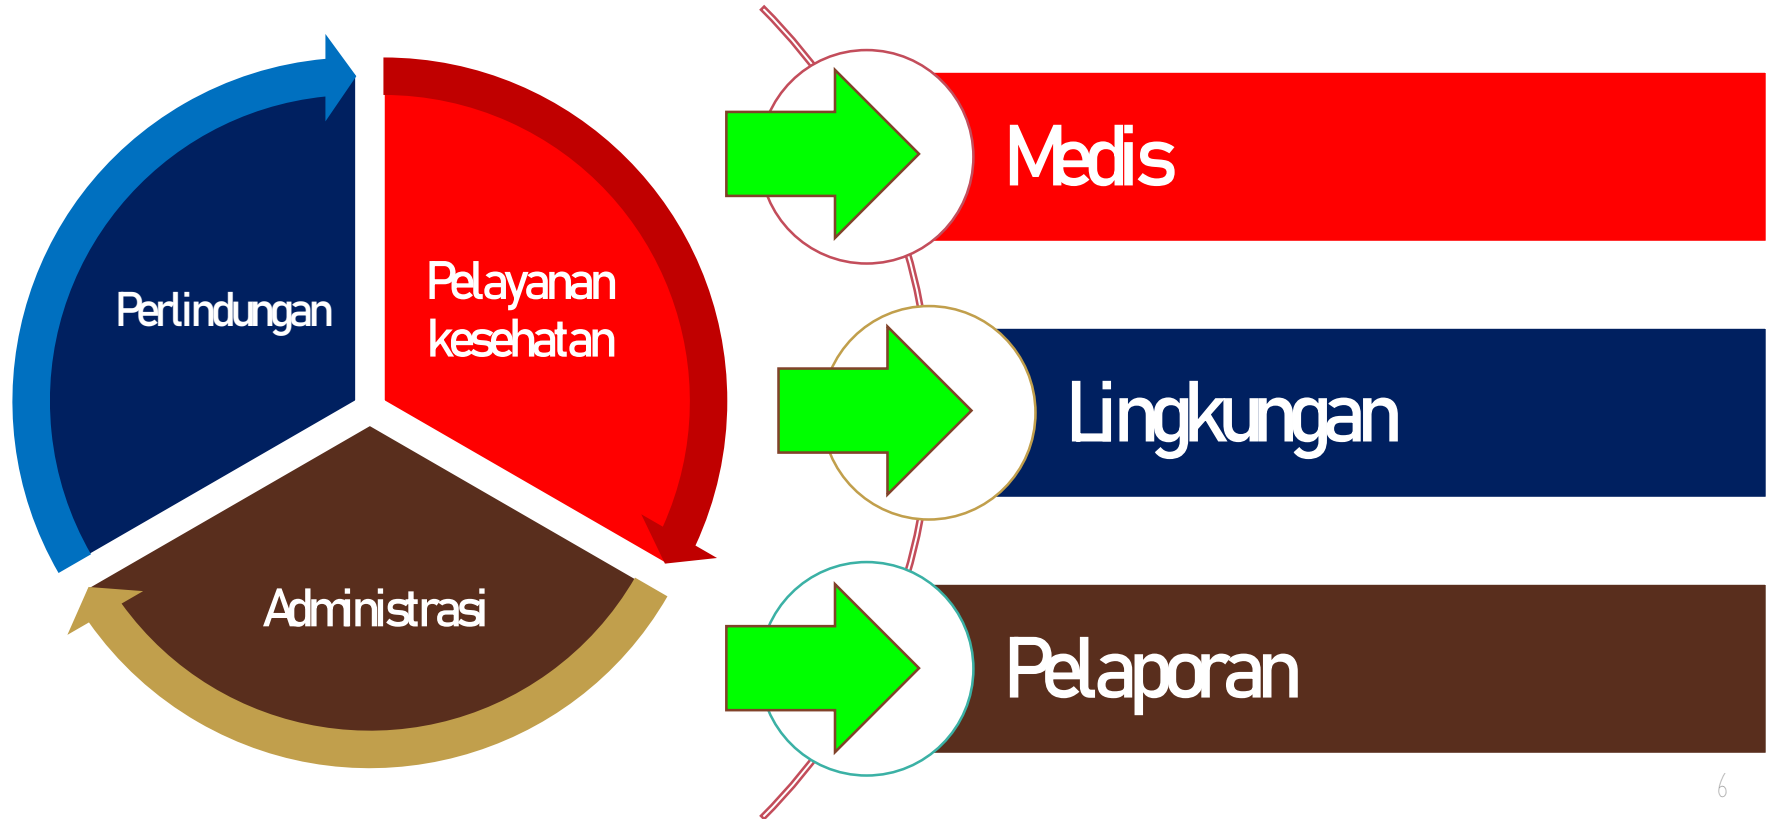 Perlindungan
Pelayanan
kesehatan
Administrasi
Medis
Lingkungan
Pelaporan
6